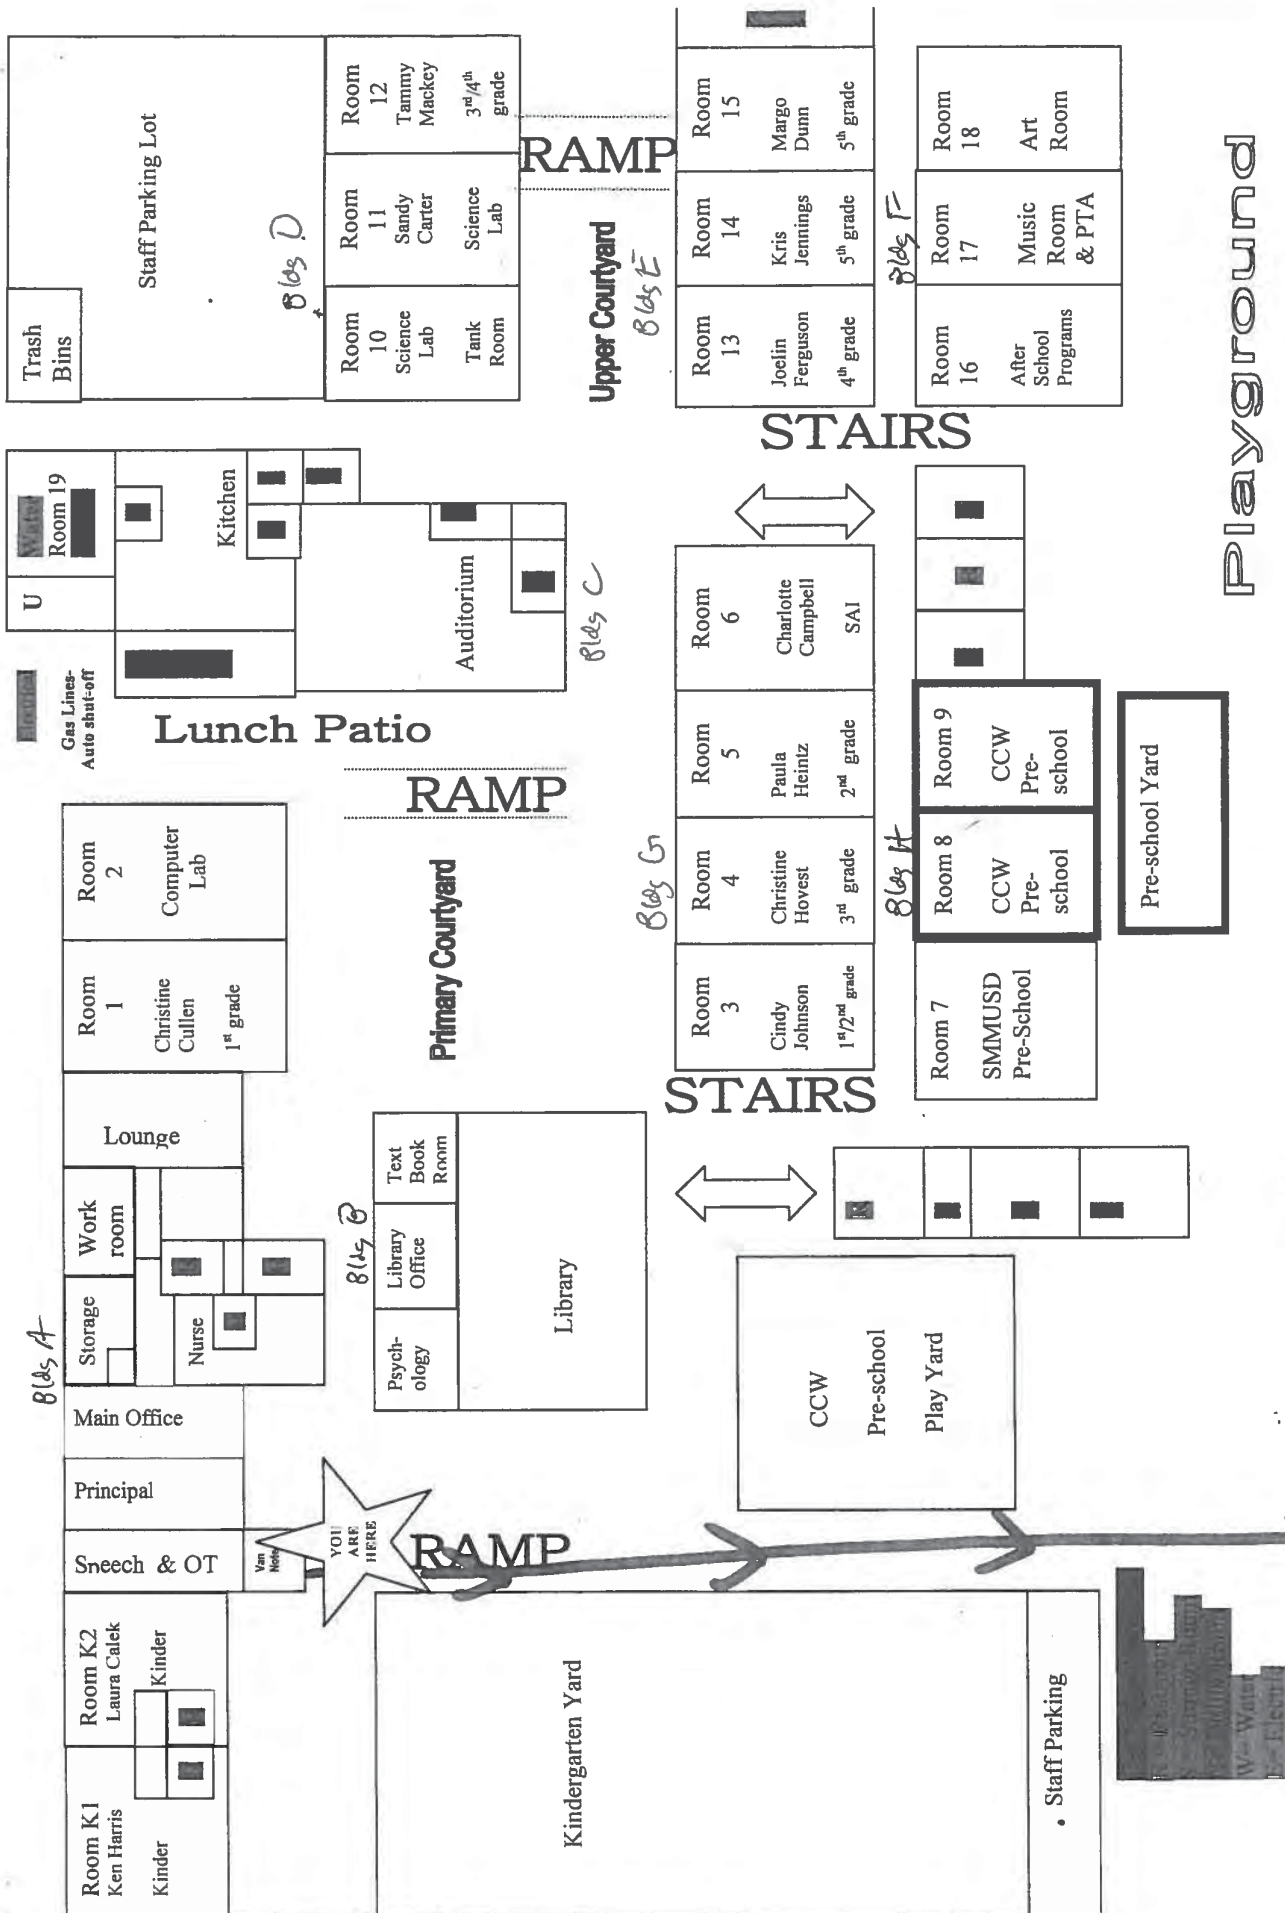 Bldg A
Room K1
Ken Harris
Kinder
Room K2
Laura Calek
Kinder
Speech & OT
Van
Note
Principal
Main Office
Storage
Work
room
Nurse
Lounge
Room
1
Christine
Cullen
1st grade
Room
2
Computer
Lab
Gas Lines-
Auto shut-off
U
Water
Room 19
Kitchen
Auditorium
Bldg C
Lunch Patio
Trash
Bins
Staff Parking Lot
Bldg D
Room
10
Science
Lab
Tank
Room
Room
11
Sandy
Carter
Science
Lab
Room
12
Tammy
Mackey
3rd/4th
grade
YOU
ARE
HERE
RAMP
Bldg B
Psych-
ology
Library
Office
Text
Book
Room
Library
Primary Courtyard
RAMP
Upper Courtyard
RAMP
Kindergarten Yard
STAIRS
Bldg G
Room
3
Cindy
Johnson
1st/2nd grade
Room
4
Christine
Hovest
3rd grade
Room
5
Paula
Heintz
2nd grade
Room
6
Charlotte
Campbell
SAI
STAIRS
Bldg E
Room
13
Joelin
Ferguson
4th grade
Room
14
Kris
Jennings
5th grade
Room
15
Margo
Dunn
5th grade
CCW
Pre-school
Play Yard
Room 7
SMMUSD
Pre-School
Bldg H
Room 8
CCW
Pre-
school
Room 9
CCW
Pre-
school
Bldg F
Room
16
After
School
Programs
Room
17
Music
Room
& PTA
Room
18
Art
Room
Staff Parking
Pre-school Yard
Playground